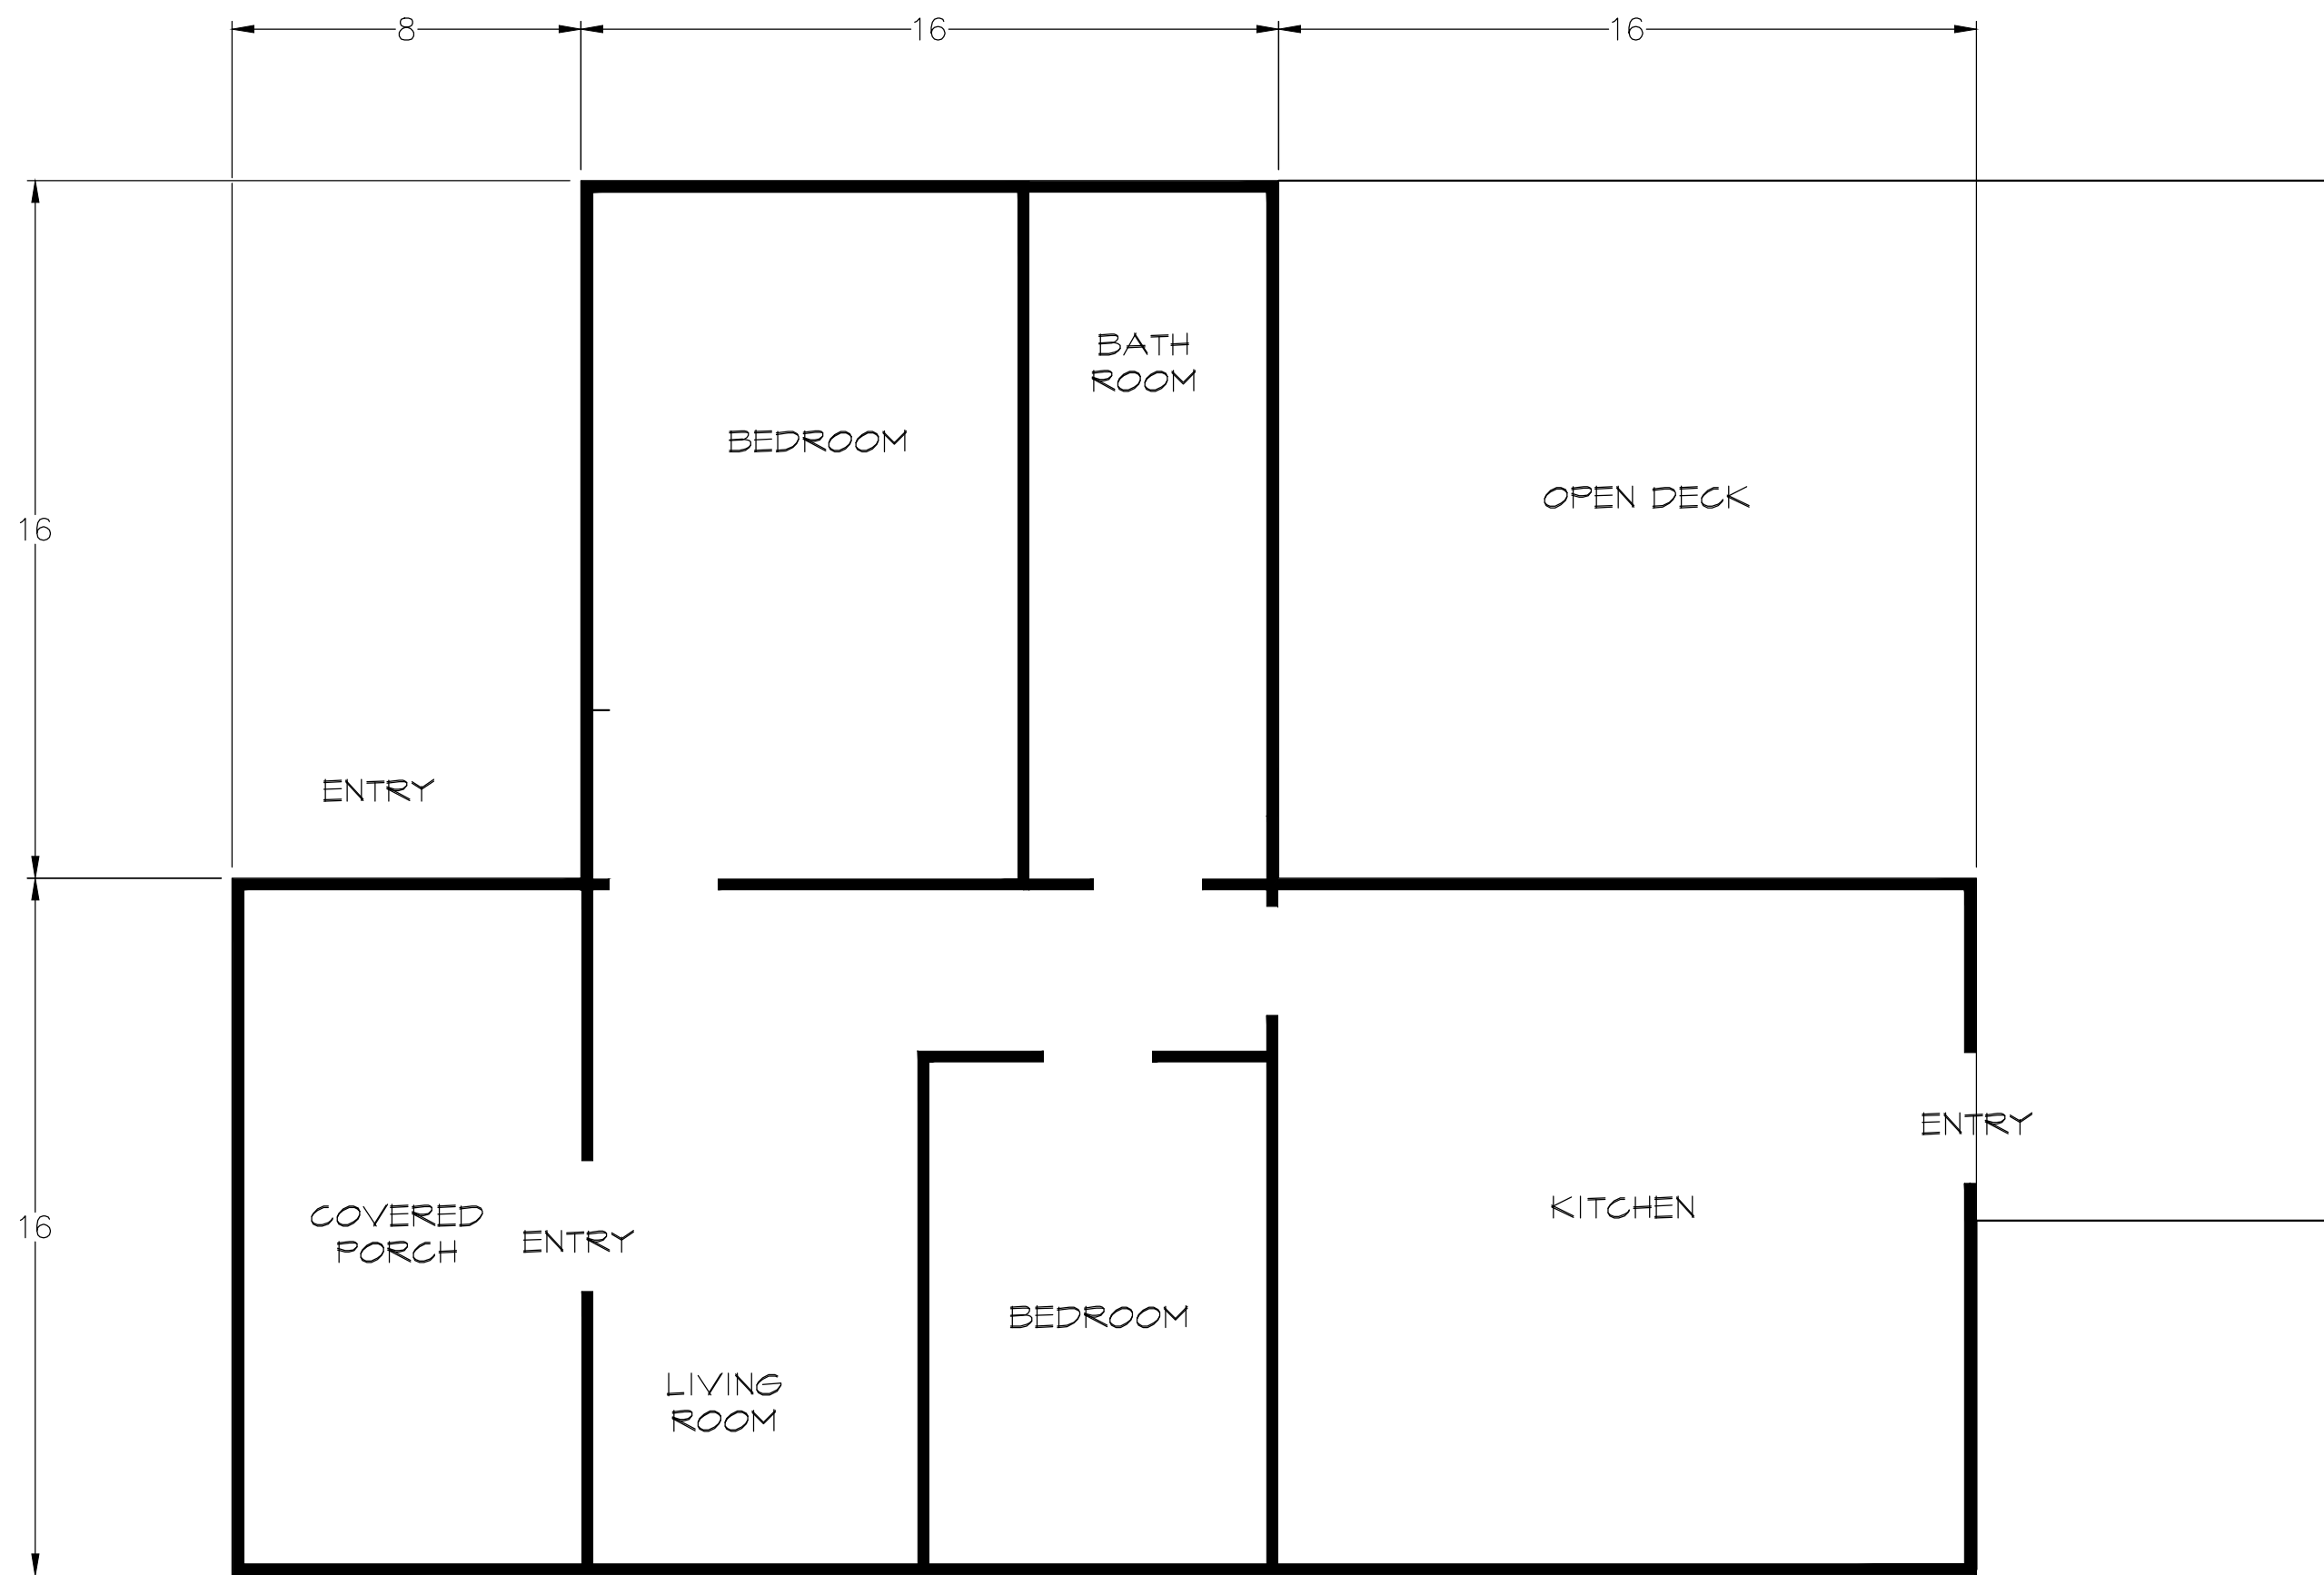 8
16
16
BATH
ROOM
BEDROOM
OPEN DECK
16
ENTRY
ENTRY
KITCHEN
COVERED
PORCH
ENTRY
16
BEDROOM
LIVING
ROOM